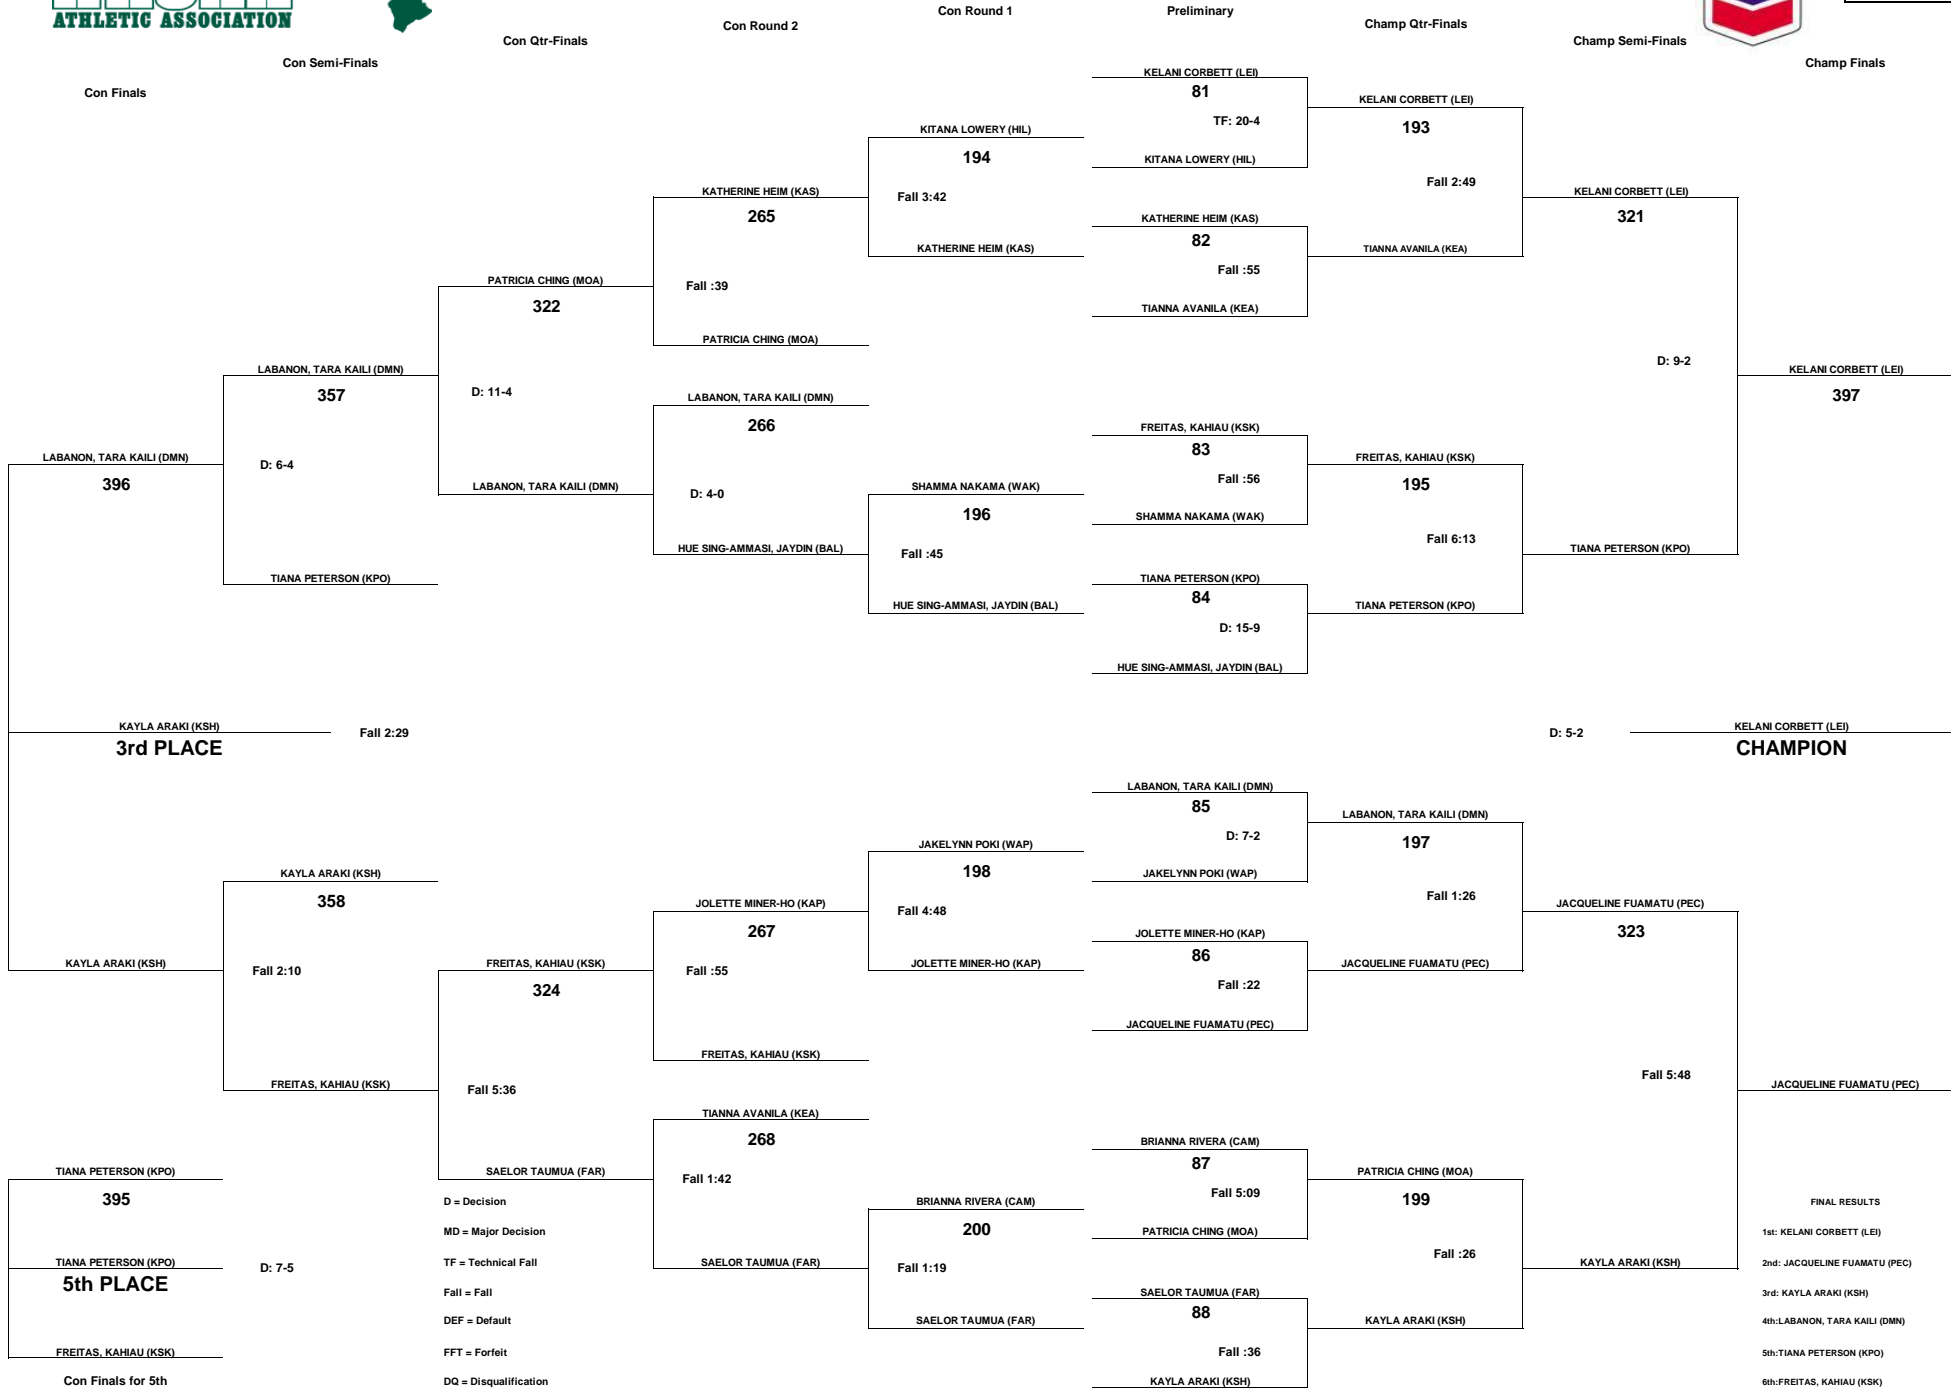 ATHLETIC ASSOCIATION
Con Finals
Con Semi-Finals
Con Qtr-Finals
Con Round 2
Con Round 1
Preliminary
Champ Qtr-Finals
Champ Semi-Finals
Champ Finals
KELANI CORBETT (LEI)
81
TF: 20-4
KITANA LOWERY (HIL)
KATHERINE HEIM (KAS)
82
Fall :55
TIANNA AVANILA (KEA)
FREITAS, KAHIAU (KSK)
83
Fall :56
SHAMMA NAKAMA (WAK)
TIANA PETERSON (KPO)
84
D: 15-9
HUE SING-AMMASI, JAYDIN (BAL)
LABANON, TARA KAILI (DMN)
85
D: 7-2
JAKELYNN POKI (WAP)
JOLETTE MINER-HO (KAP)
86
Fall :22
JACQUELINE FUAMATU (PEC)
BRIANNA RIVERA (CAM)
87
Fall 5:09
PATRICIA CHING (MOA)
SAELOR TAUMUA (FAR)
88
Fall :36
KAYLA ARAKI (KSH)
KELANI CORBETT (LEI)
193
Fall 2:49
TIANNA AVANILA (KEA)
FREITAS, KAHIAU (KSK)
195
Fall 6:13
TIANA PETERSON (KPO)
LABANON, TARA KAILI (DMN)
197
Fall 1:26
JACQUELINE FUAMATU (PEC)
PATRICIA CHING (MOA)
199
Fall :26
KAYLA ARAKI (KSH)
KELANI CORBETT (LEI)
321
D: 9-2
TIANA PETERSON (KPO)
JACQUELINE FUAMATU (PEC)
323
Fall 5:48
KAYLA ARAKI (KSH)
KELANI CORBETT (LEI)
397
D: 5-2
KELANI CORBETT (LEI)
CHAMPION
JACQUELINE FUAMATU (PEC)
KITANA LOWERY (HIL)
194
Fall 3:42
KATHERINE HEIM (KAS)
SHAMMA NAKAMA (WAK)
196
Fall :45
HUE SING-AMMASI, JAYDIN (BAL)
JAKELYNN POKI (WAP)
198
Fall 4:48
JOLETTE MINER-HO (KAP)
BRIANNA RIVERA (CAM)
200
Fall 1:19
SAELOR TAUMUA (FAR)
KATHERINE HEIM (KAS)
265
Fall :39
PATRICIA CHING (MOA)
LABANON, TARA KAILI (DMN)
266
D: 4-0
HUE SING-AMMASI, JAYDIN (BAL)
JOLETTE MINER-HO (KAP)
267
Fall :55
FREITAS, KAHIAU (KSK)
TIANNA AVANILA (KEA)
268
Fall 1:42
SAELOR TAUMUA (FAR)
PATRICIA CHING (MOA)
322
D: 11-4
LABANON, TARA KAILI (DMN)
FREITAS, KAHIAU (KSK)
324
Fall 5:36
SAELOR TAUMUA (FAR)
LABANON, TARA KAILI (DMN)
357
D: 6-4
TIANA PETERSON (KPO)
KAYLA ARAKI (KSH)
358
Fall 2:10
FREITAS, KAHIAU (KSK)
LABANON, TARA KAILI (DMN)
396
KAYLA ARAKI (KSH)
3rd PLACE
Fall 2:29
KAYLA ARAKI (KSH)
TIANA PETERSON (KPO)
395
TIANA PETERSON (KPO)
5th PLACE
D: 7-5
FREITAS, KAHIAU (KSK)
Con Finals for 5th
D = Decision
MD = Major Decision
TF = Technical Fall
Fall = Fall
DEF = Default
FFT = Forfeit
DQ = Disqualification
FINAL RESULTS
1st: KELANI CORBETT (LEI)
2nd: JACQUELINE FUAMATU (PEC)
3rd: KAYLA ARAKI (KSH)
4th:LABANON, TARA KAILI (DMN)
5th:TIANA PETERSON (KPO)
6th:FREITAS, KAHIAU (KSK)